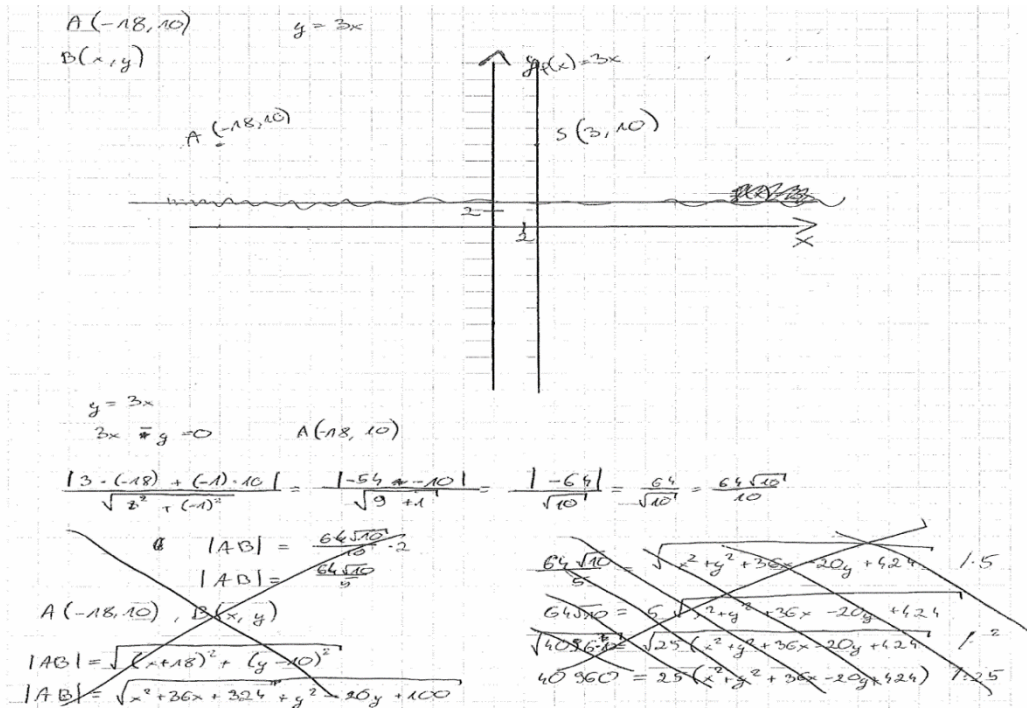 A(-18, 10)   y = 3x
B(x, y)
y f(x) = 3x
A (-18, 10)
S (3, 10)
2
2
x
y = 3x
3x - y = 0   A(-18, 10)
|3 · (-18) + (-1) · 10| / √(3² + (-1)²) = |-54 - 10| / √(9 + 1) = |-64| / √10 = 64 / √10 = 64√10 / 10
|AB| = 64√10 / 10 · 2
|AB| = 64√10 / 5
A(-18, 10), B(x, y)
|AB| = √((x+18)² + (y-10)²)
|AB| = √(x² + 36x + 324 + y² - 20y + 100)
64√10 / 5 = √(x² + y² + 36x - 20y + 424)   /·5
64√10 = 5√(x² + y² + 36x - 20y + 424)
√(4096·10) = √(25(x² + y² + 36x - 20y + 424))   /²
40960 = 25(x² + y² + 36x - 20y + 424)   /:25